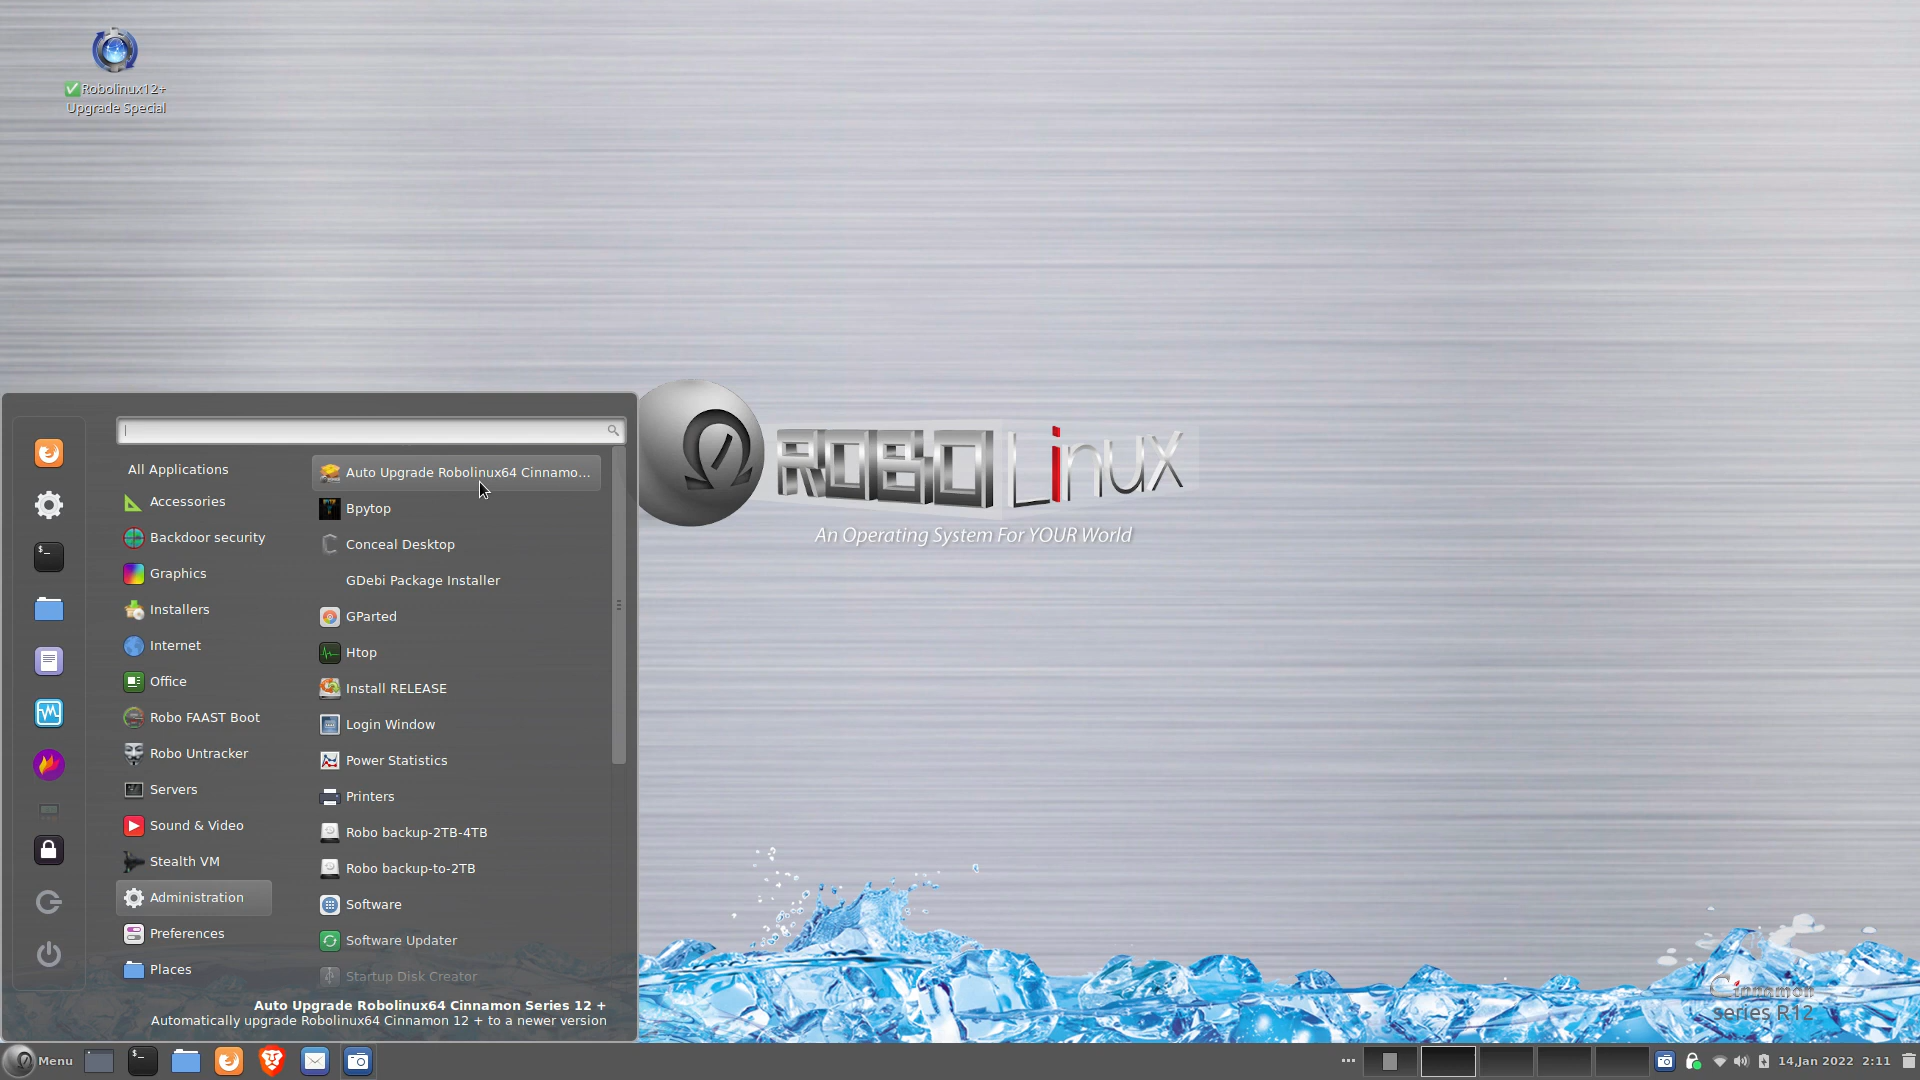 ✅Robolinux12+
Upgrade Special
ROBOLinux
An Operating System For YOUR World
All Applications
Accessories
Backdoor security
Graphics
Installers
Internet
Office
Robo FAAST Boot
Robo Untracker
Servers
Sound & Video
Stealth VM
Administration
Preferences
Places
Auto Upgrade Robolinux64 Cinnamo...
Bpytop
Conceal Desktop
GDebi Package Installer
GParted
Htop
Install RELEASE
Login Window
Power Statistics
Printers
Robo backup-2TB-4TB
Robo backup-to-2TB
Software
Software Updater
Startup Disk Creator
Auto Upgrade Robolinux64 Cinnamon Series 12 +
Automatically upgrade Robolinux64 Cinnamon 12 + to a newer version
Cinnamon
series R12
Menu
14,Jan 2022 2:11